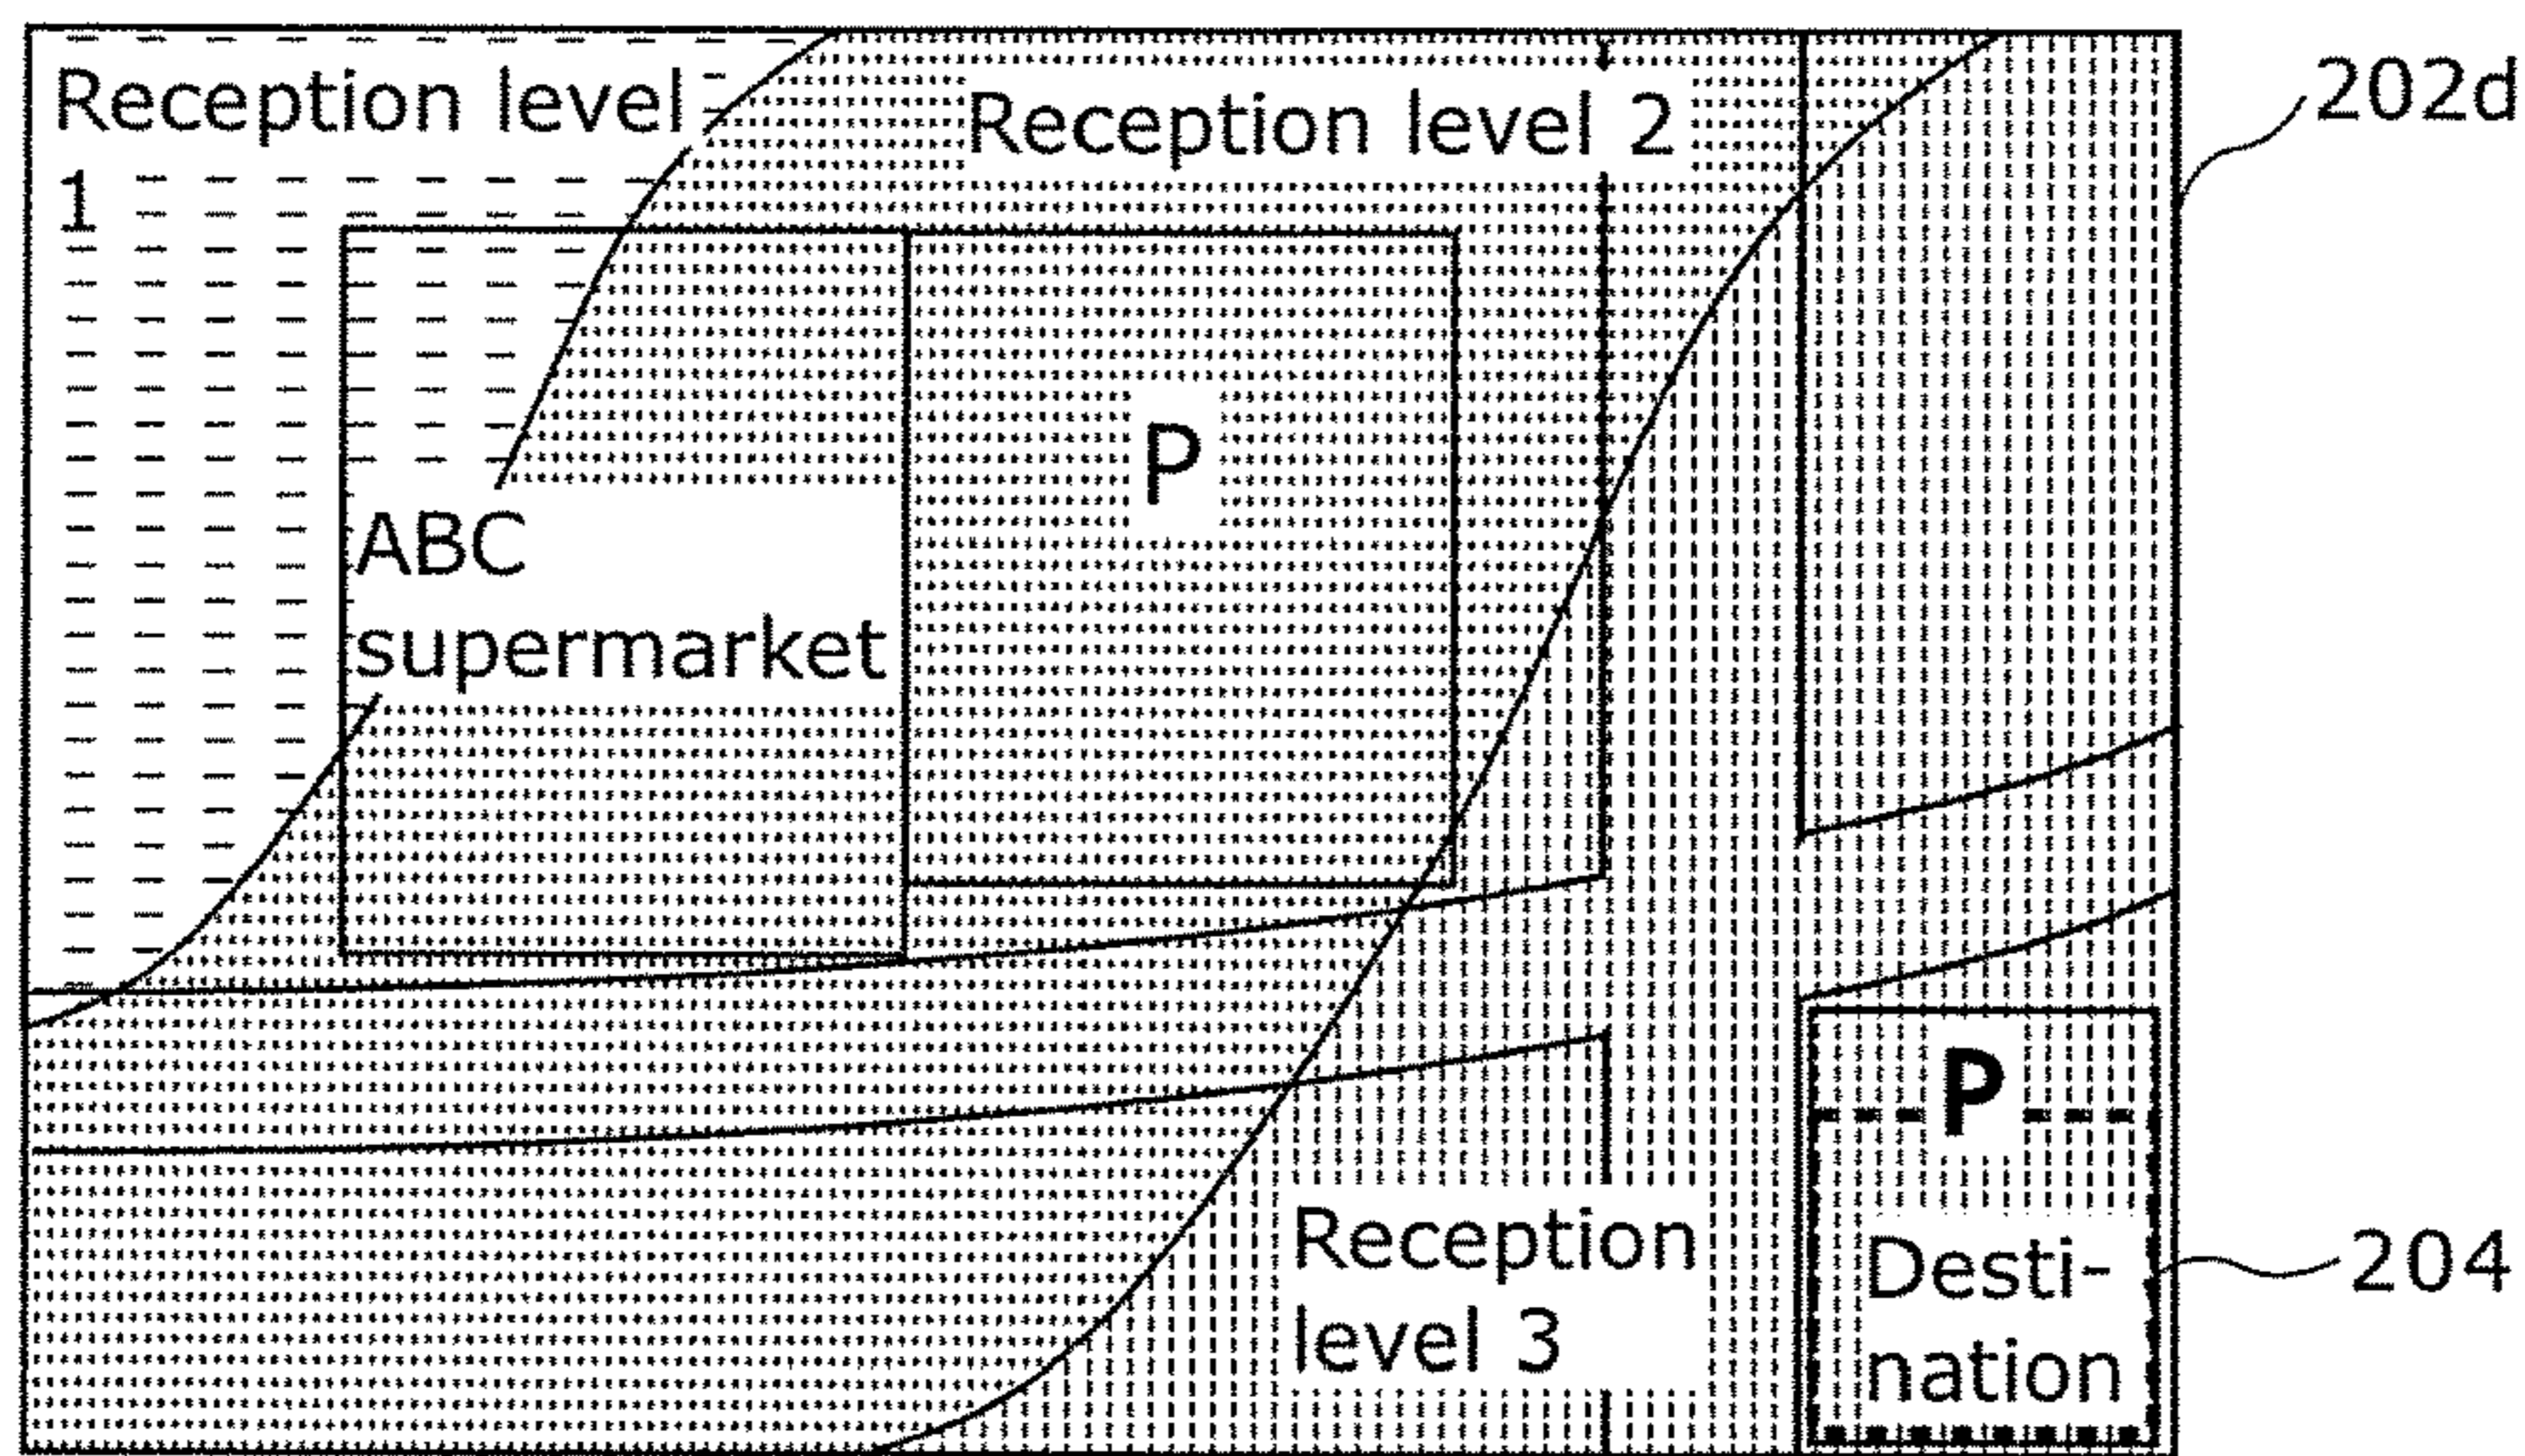 Reception level
1
Reception level 2
202d
P
ABC
supermarket
P
Reception
level 3
Desti-
nation
204